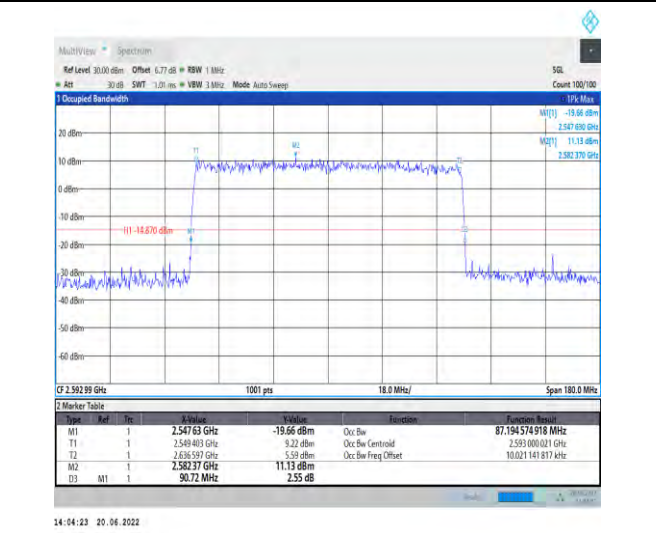 MultiView Spectrum
Ref Level 30.00 dBm Offset 6.77 dB RBW 1 MHz SGL
Att 30 dB SWT 1.01 ms VBW 3 MHz Mode Auto Sweep Count 100/100
1 Occupied Bandwidth 1Pk Max
M1[1] -19.66 dBm
2.547 630 GHz
M2[1] 11.13 dBm
2.582 370 GHz
20 dBm
T1 M2
10 dBm
0 dBm
-10 dBm
H1 -14.870 dBm M1
-20 dBm
-30 dBm
-40 dBm
-50 dBm
-60 dBm
CF 2.592 99 GHz 1001 pts 18.0 MHz/ Span 180.0 MHz
2 Marker Table
Type Ref Trc X-Value Y-Value Function Function Result
M1 1 2.547 63 GHz -19.66 dBm Occ Bw 87.194 574 918 MHz
T1 1 2.549 403 GHz 9.22 dBm Occ Bw Centroid 2.593 000 021 GHz
T2 1 2.636 597 GHz 5.59 dBm Occ Bw Freq Offset 10.021 141 817 kHz
M2 1 2.582 37 GHz 11.13 dBm
D3 M1 1 90.72 MHz 2.55 dB
14:04:23 20.06.2022